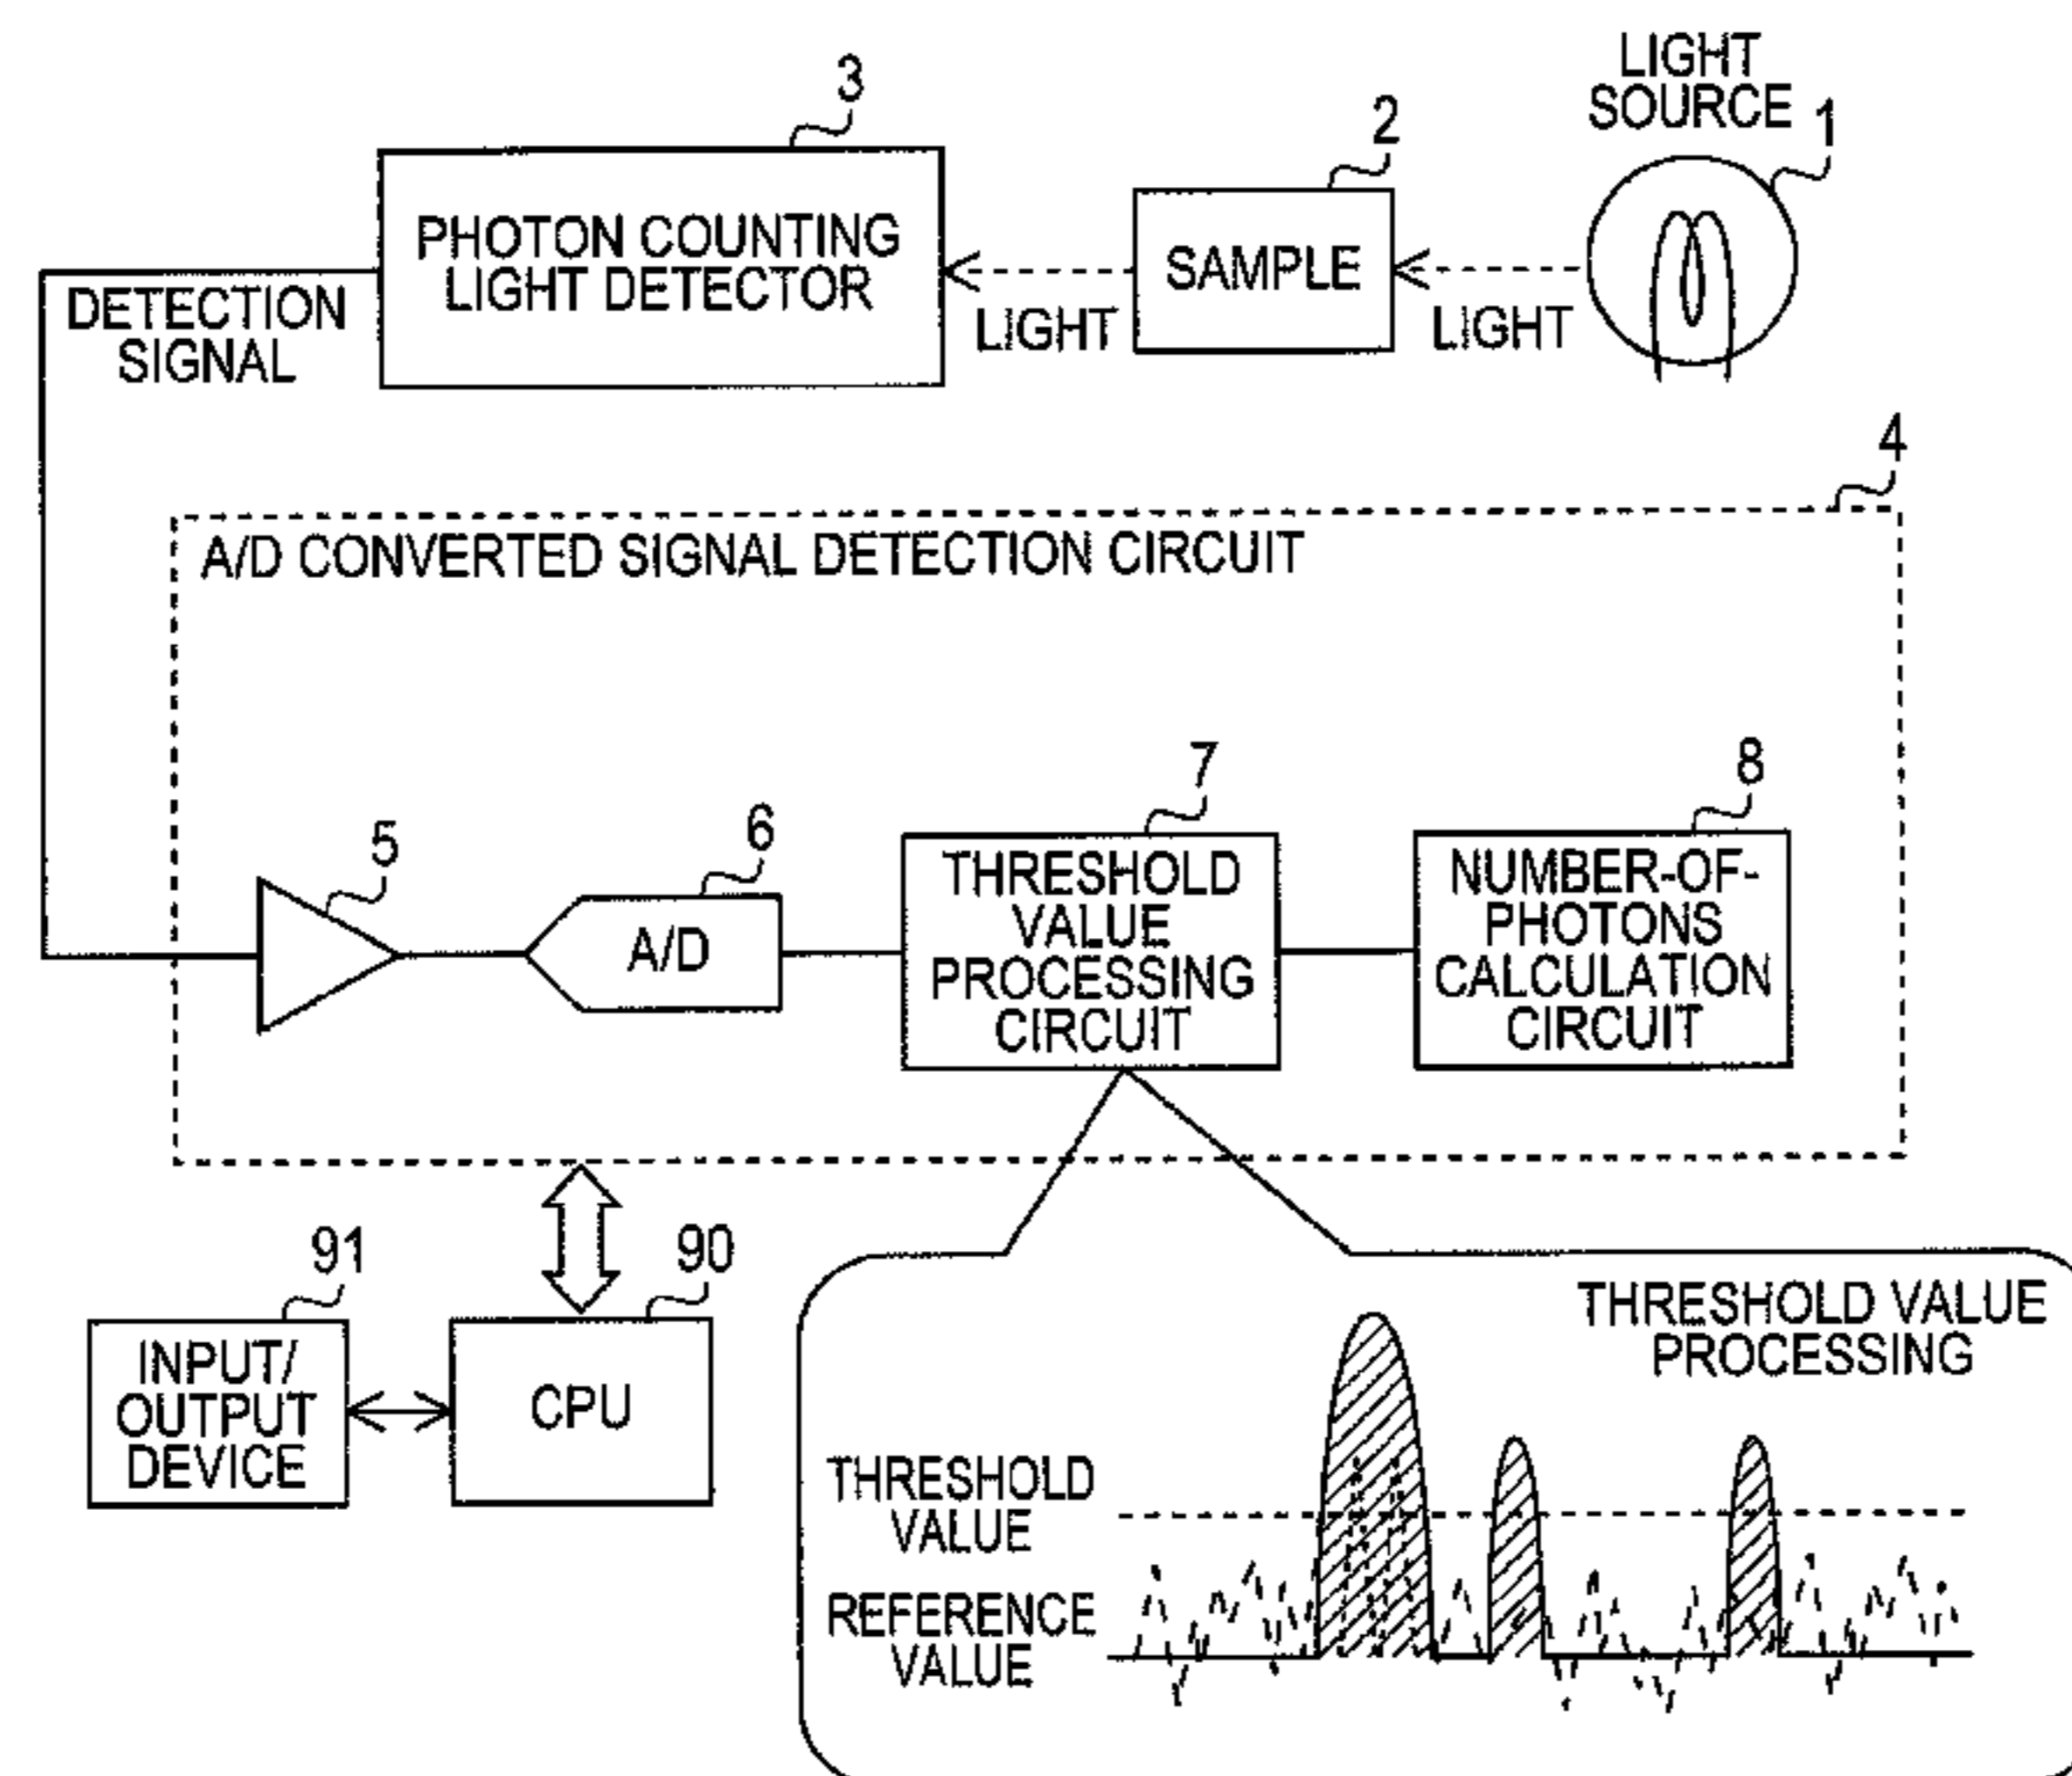 LIGHT
SOURCE
1
2
3
PHOTON COUNTING
LIGHT DETECTOR
SAMPLE
LIGHT
LIGHT
DETECTION
SIGNAL
4
A/D CONVERTED SIGNAL DETECTION CIRCUIT
5
6
A/D
7
THRESHOLD
VALUE
PROCESSING
CIRCUIT
8
NUMBER-OF-
PHOTONS
CALCULATION
CIRCUIT
91
INPUT/
OUTPUT
DEVICE
90
CPU
THRESHOLD VALUE
PROCESSING
THRESHOLD
VALUE
REFERENCE
VALUE